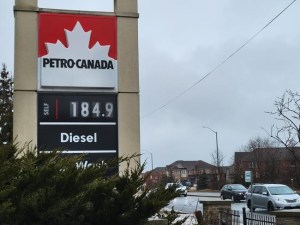 PETRO-CANADA
SELF 184.9
Diesel